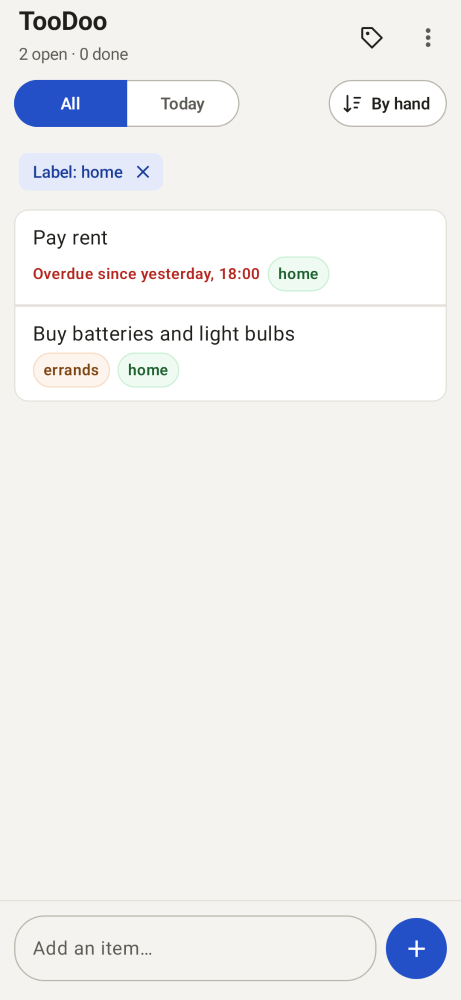 TooDoo
2 open · 0 done
All
Today
By hand
Label: home
Pay rent
Overdue since yesterday, 18:00
home
Buy batteries and light bulbs
errands
home
Add an item…